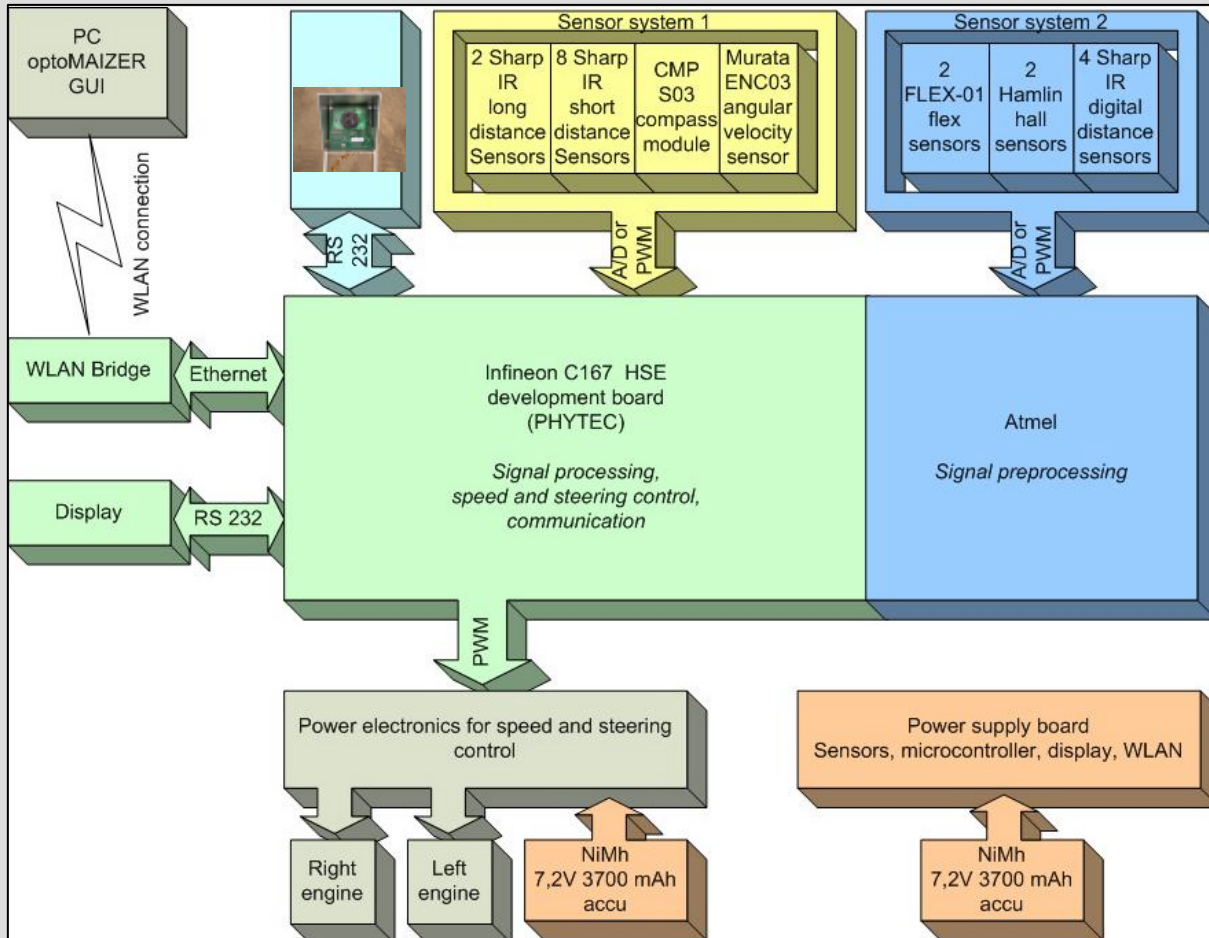 PC
optoMAIZER
GUI
WLAN connection
RS
232
Sensor system 1
2 Sharp
IR
long
distance
Sensors
8 Sharp
IR
short
distance
Sensors
CMP
S03
compass
module
Murata
ENC03
angular
velocity
sensor
A/D or
PWM
Sensor system 2
2
FLEX-01
flex
sensors
2
Hamlin
hall
sensors
4 Sharp
IR
digital
distance
sensors
A/D or
PWM
WLAN Bridge
Ethernet
Infineon C167 HSE
development board
(PHYTEC)
Signal processing,
speed and steering control,
communication
Atmel
Signal preprocessing
Display
RS 232
PWM
Power electronics for speed and steering
control
Right
engine
Left
engine
NiMh
7,2V 3700 mAh
accu
Power supply board
Sensors, microcontroller, display, WLAN
NiMh
7,2V 3700 mAh
accu